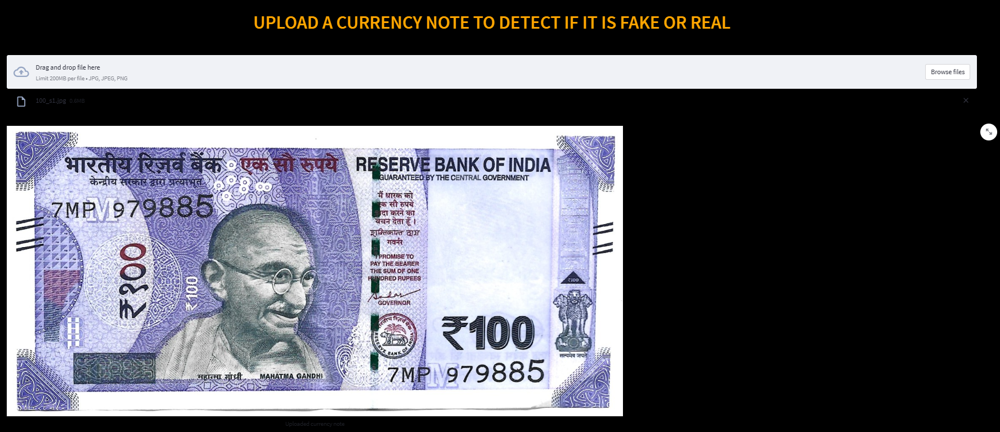 UPLOAD A CURRENCY NOTE TO DETECT IF IT IS FAKE OR REAL
Drag and drop file here
Limit 200MB per file • JPG, JPEG, PNG
Browse files
100_s1.jpg 0.6MB
भारतीय रिज़र्व बैंक एक सौ रुपये
केन्द्रीय सरकार द्वारा प्रत्याभूत
RESERVE BANK OF INDIA
GUARANTEED BY THE CENTRAL GOVERNMENT
7MP 979885
M
मैं धारक को
एक सौ रुपये
अदा करने का
वचन देता हूँ ।
शक्तिकान्त दास
गवर्नर
I PROMISE TO
PAY THE BEARER
THE SUM OF ONE
HUNDRED RUPEES
GOVERNOR
₹१००
₹100
₹100
₹100
भारतीय रिज़र्व बैंक
RESERVE BANK OF INDIA
सत्यमेव जयते
महात्मा गांधी MAHATMA GANDHI
7MP 979885
M
Uploaded currency note